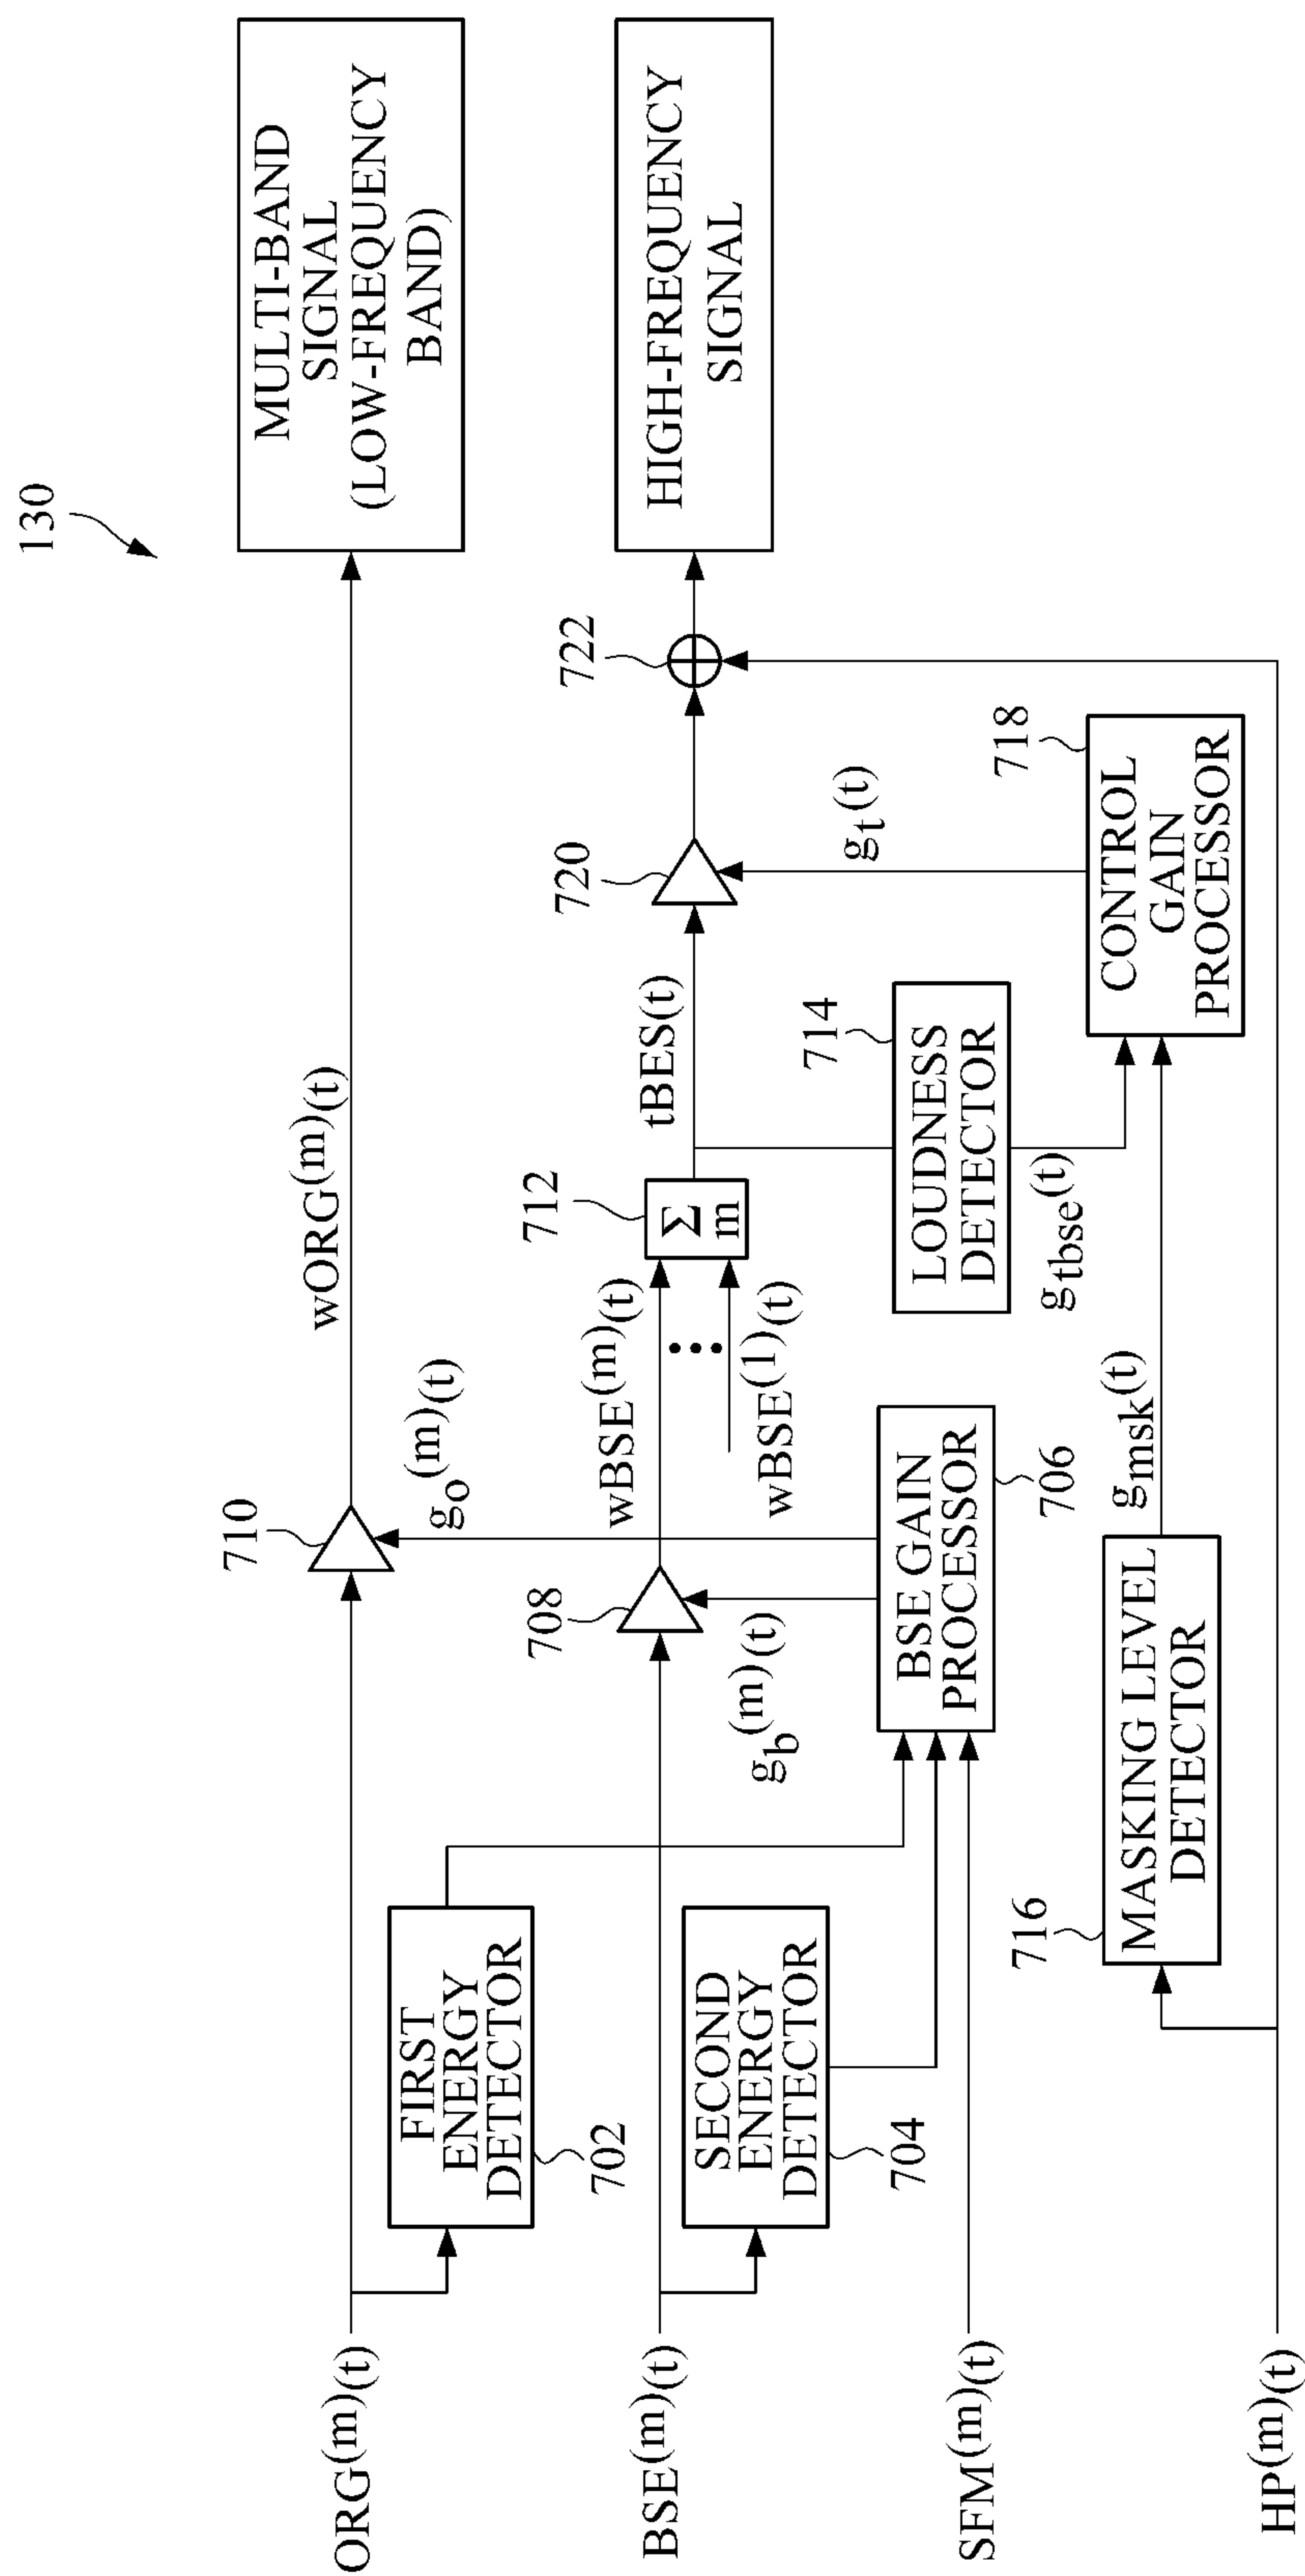 130
ORG(m)(t)
FIRST
ENERGY
DETECTOR
702
710
go(m)(t)
wORG(m)(t)
MULTI-BAND
SIGNAL
(LOW-FREQUENCY
BAND)
BSE(m)(t)
SECOND
ENERGY
DETECTOR
704
708
gb(m)(t)
wBSE(m)(t)
wBSE(1)(t)
712
Σ
m
tBES(t)
720
722
HIGH-FREQUENCY
SIGNAL
SFM(m)(t)
BSE GAIN
PROCESSOR
706
714
LOUDNESS
DETECTOR
gtbse(t)
gt(t)
718
CONTROL
GAIN
PROCESSOR
716
MASKING LEVEL
DETECTOR
gmsk(t)
HP(m)(t)